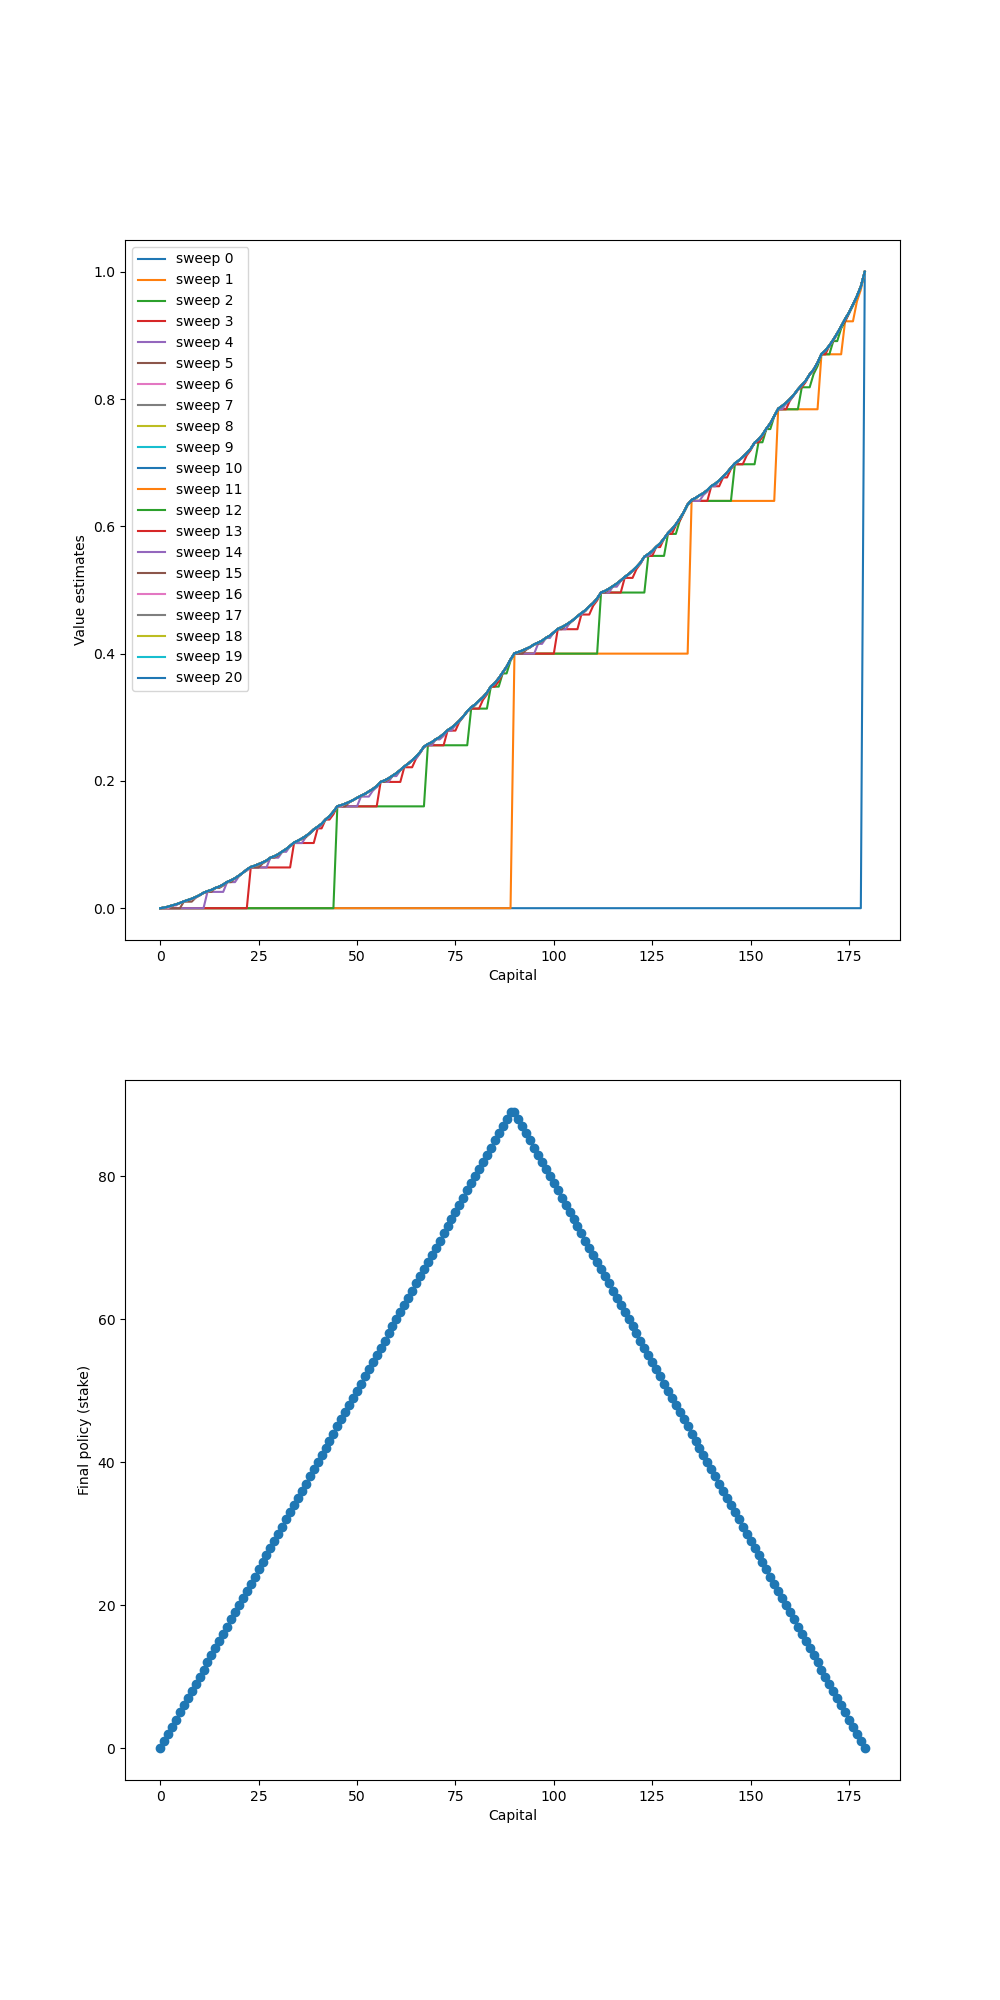 sweep 0
sweep 1
sweep 2
sweep 3
sweep 4
sweep 5
sweep 6
sweep 7
sweep 8
sweep 9
sweep 10
sweep 11
sweep 12
sweep 13
sweep 14
sweep 15
sweep 16
sweep 17
sweep 18
sweep 19
sweep 20
1.0
0.8
0.6
0.4
0.2
0.0
Value estimates
0 25 50 75 100 125 150 175
Capital
80
60
40
20
0
Final policy (stake)
0 25 50 75 100 125 150 175
Capital